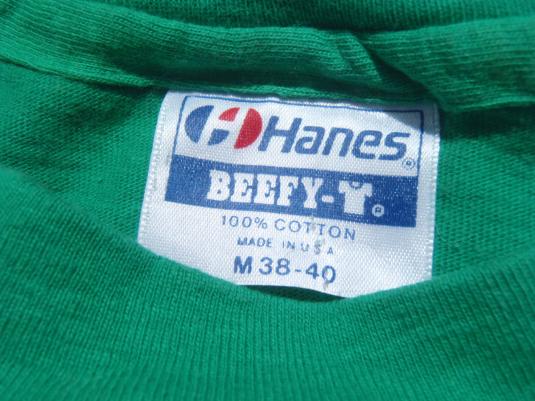 Hanes®
BEEFY-T®
100% COTTON
MADE IN U S A
M 38-40